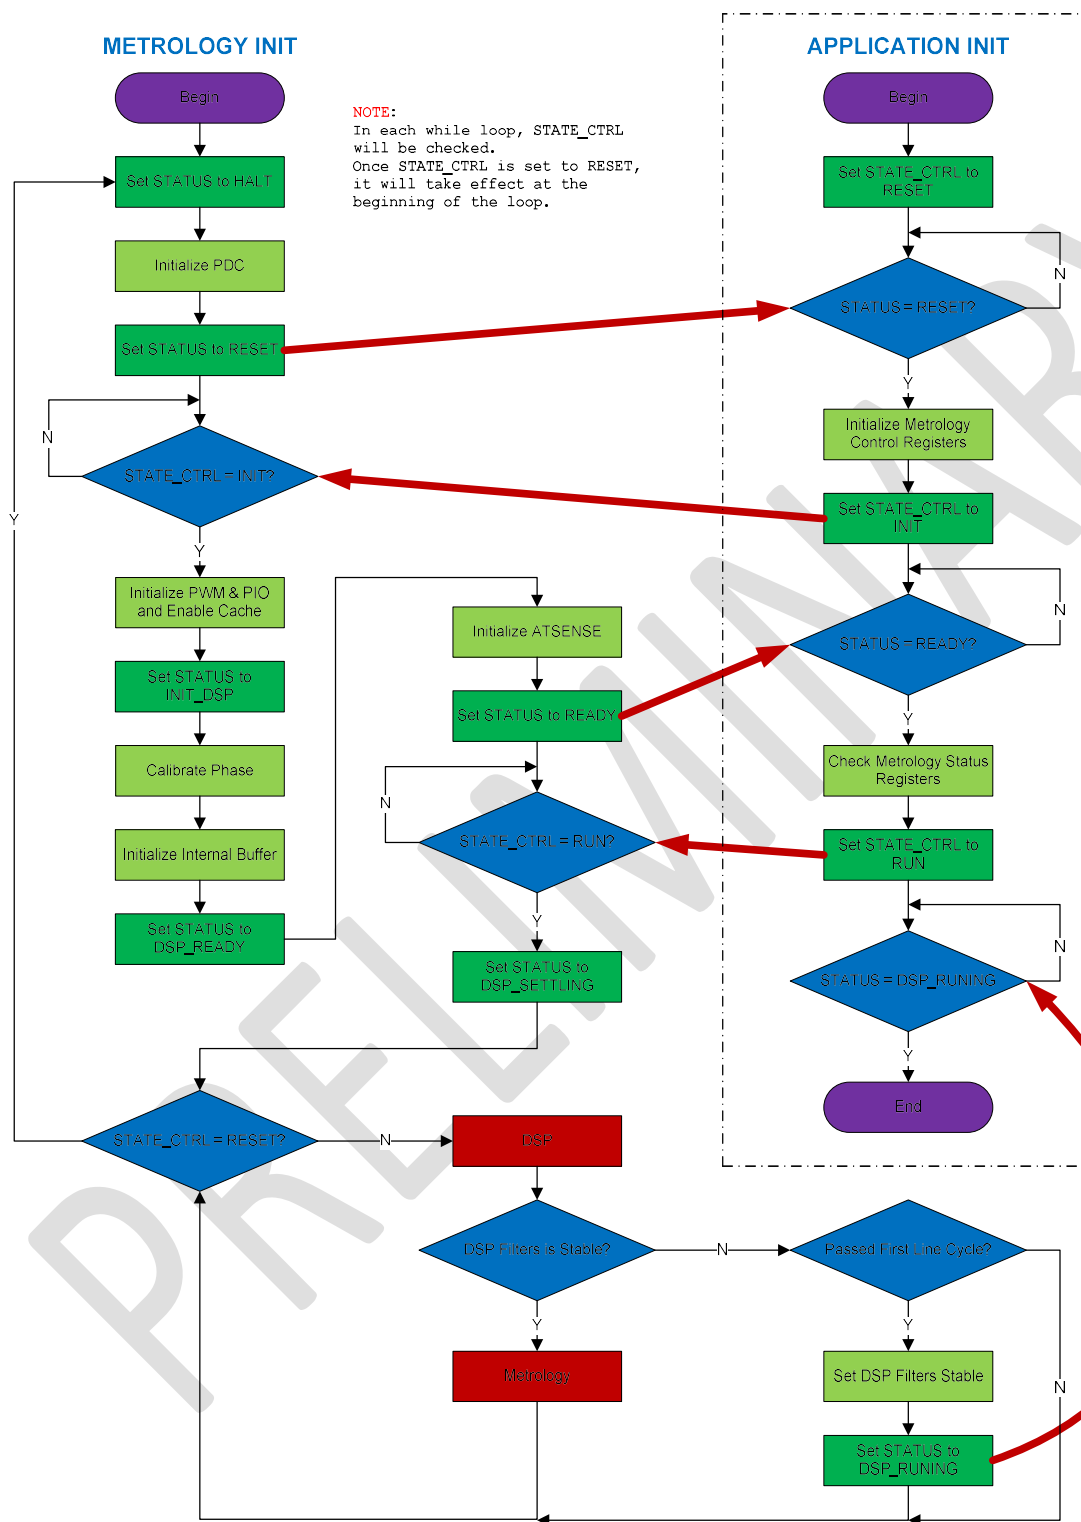 METROLOGY INIT
Begin
Set STATUS to HALT
Initialize PDC
Set STATUS to RESET
N
STATE_CTRL = INIT?
Y
Y
Initialize PWM & PIO
and Enable Cache
Set STATUS to
INIT_DSP
Calibrate Phase
Initialize Internal Buffer
Set STATUS to
DSP_READY
NOTE:
In each while loop, STATE_CTRL
will be checked.
Once STATE_CTRL is set to RESET,
it will take effect at the
beginning of the loop.
Initialize ATSENSE
Set STATUS to READY
N
STATE_CTRL = RUN?
Y
Set STATUS to
DSP_SETTLING
APPLICATION INIT
Begin
Set STATE_CTRL to
RESET
N
STATUS = RESET?
Y
Initialize Metrology
Control Registers
Set STATE_CTRL to
INIT
N
STATUS = READY?
Y
Check Metrology Status
Registers
Set STATE_CTRL to
RUN
N
STATUS = DSP_RUNING
Y
End
STATE_CTRL = RESET?
N
DSP
DSP Filters is Stable?
N
Passed First Line Cycle?
Y
Y
Metrology
Set DSP Filters Stable
N
Set STATUS to
DSP_RUNING
PRELIMINARY